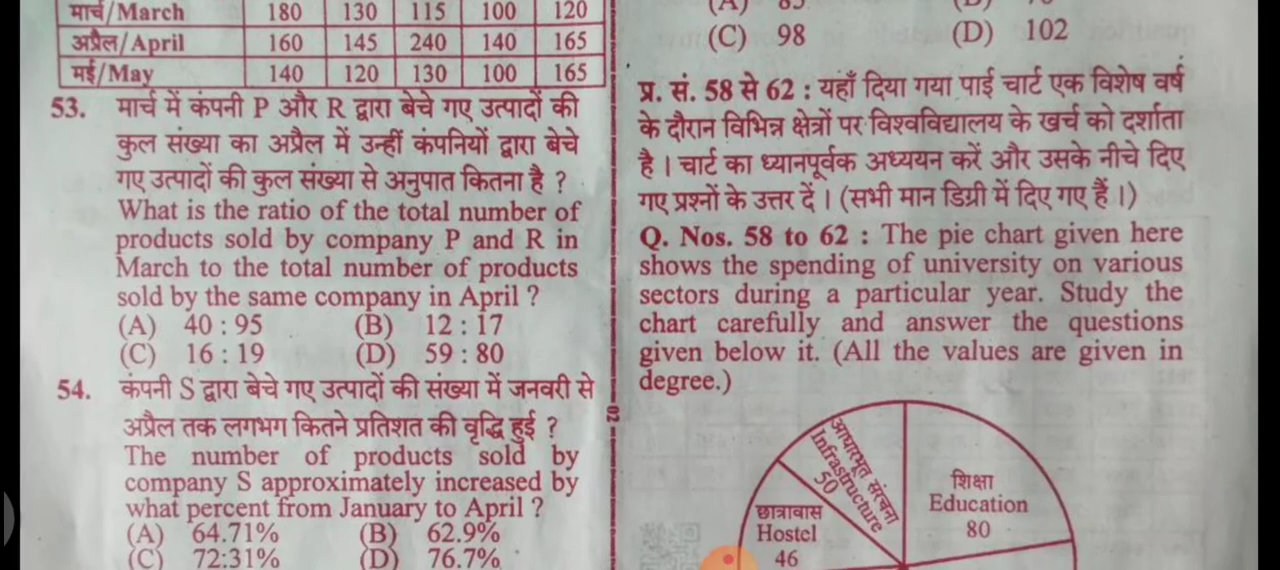 मार्च/March 180 130 115 100 120
अप्रैल/April 160 145 240 140 165
मई/May 140 120 130 100 165
53. मार्च में कंपनी P और R द्वारा बेचे गए उत्पादों की
कुल संख्या का अप्रैल में उन्हीं कंपनियों द्वारा बेचे
गए उत्पादों की कुल संख्या से अनुपात कितना है ?
What is the ratio of the total number of
products sold by company P and R in
March to the total number of products
sold by the same company in April ?
(A) 40 : 95 (B) 12 : 17
(C) 16 : 19 (D) 59 : 80
54. कंपनी S द्वारा बेचे गए उत्पादों की संख्या में जनवरी से
अप्रैल तक लगभग कितने प्रतिशत की वृद्धि हुई ?
The number of products sold by
company S approximately increased by
what percent from January to April ?
(A) 64.71% (B) 62.9%
(C) 72:31% (D) 76.7%
(C) 98 (D) 102
प्र. सं. 58 से 62 : यहाँ दिया गया पाई चार्ट एक विशेष वर्ष
के दौरान विभिन्न क्षेत्रों पर विश्वविद्यालय के खर्च को दर्शाता
है । चार्ट का ध्यानपूर्वक अध्ययन करें और उसके नीचे दिए
गए प्रश्नों के उत्तर दें । (सभी मान डिग्री में दिए गए हैं ।)
Q. Nos. 58 to 62 : The pie chart given here
shows the spending of university on various
sectors during a particular year. Study the
chart carefully and answer the questions
given below it. (All the values are given in
degree.)
आधारभूत संरचना
Infrastructure
50
शिक्षा
Education
80
छात्रावास
Hostel
46